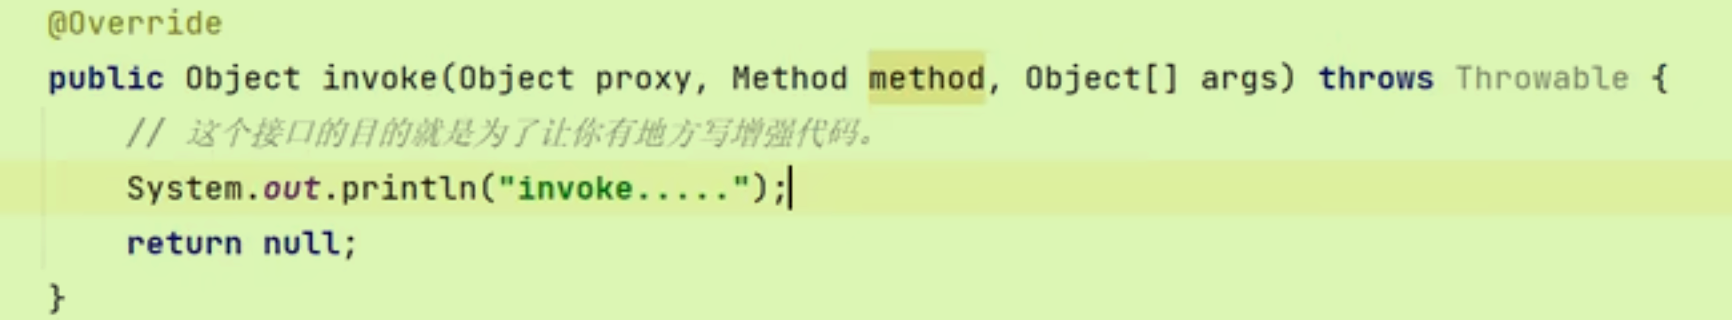 @Override
public Object invoke(Object proxy, Method method, Object[] args) throws Throwable {
// 这个接口的目的就是为了让你有地方写增强代码。
System.out.println("invoke.....");
return null;
}